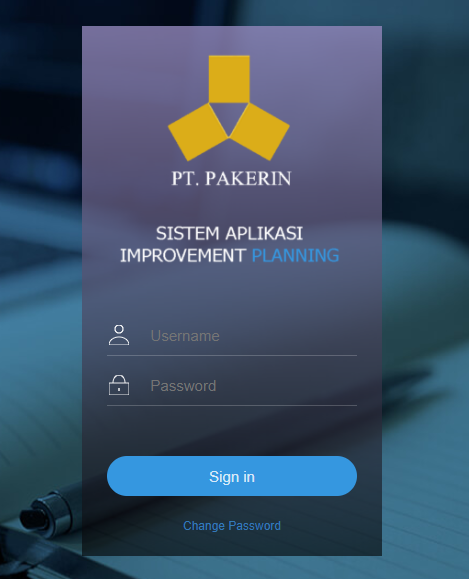 PT. PAKERIN
SISTEM APLIKASI
IMPROVEMENT PLANNING
Username
Password
Sign in
Change Password